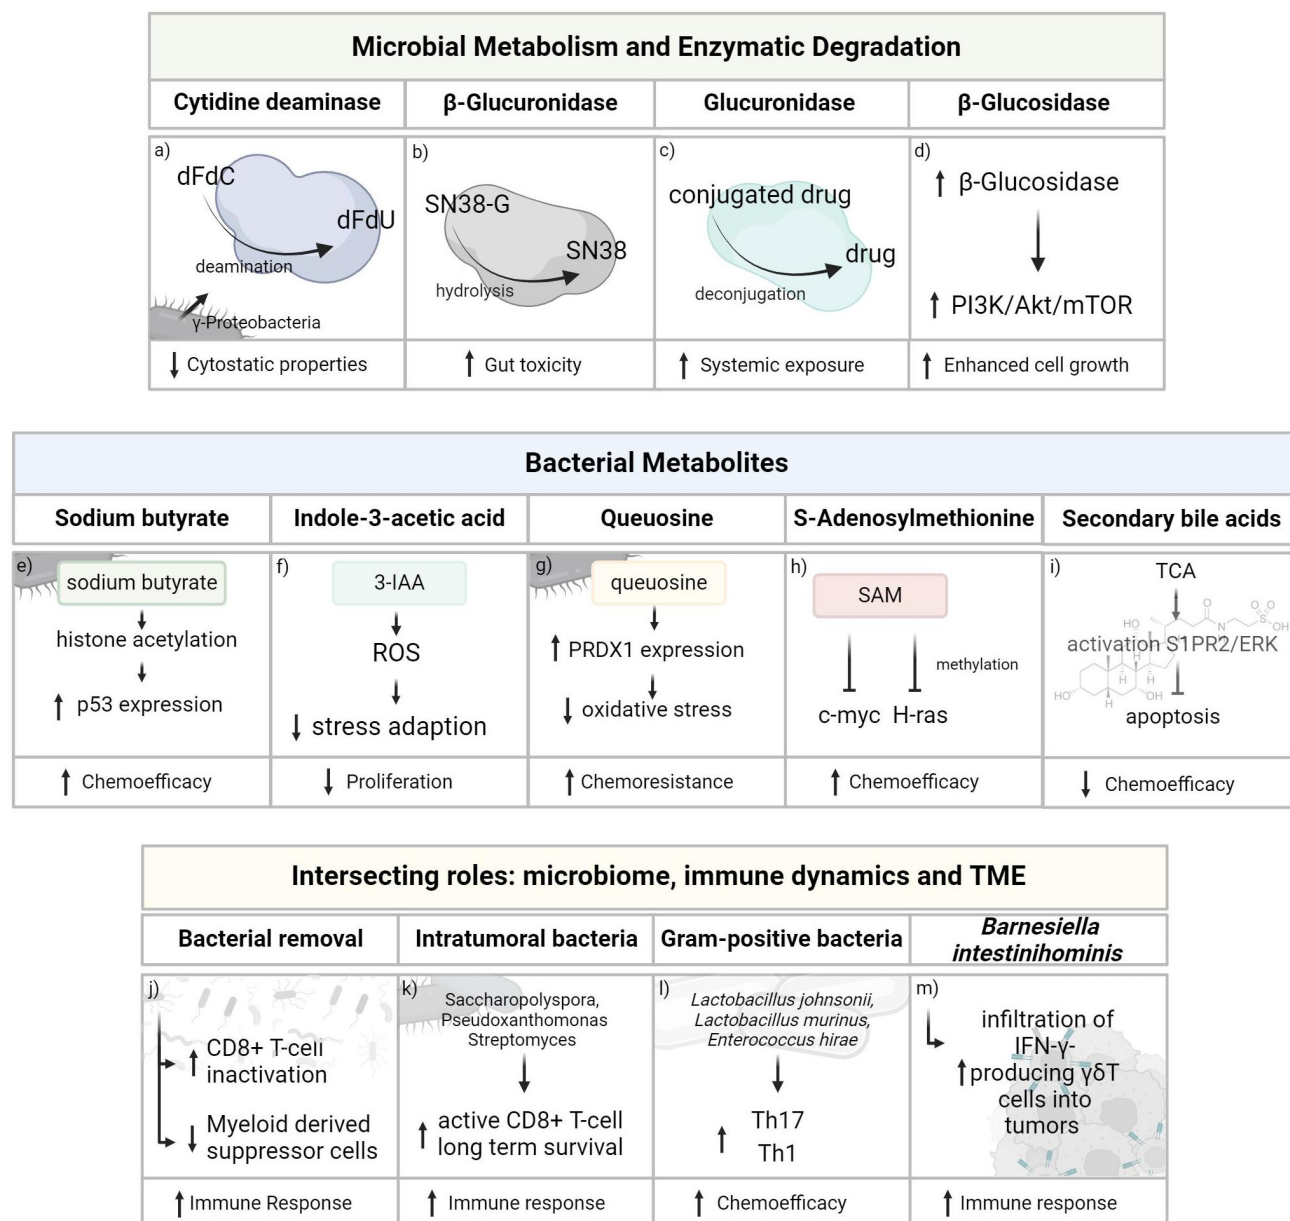 Microbial Metabolism and Enzymatic Degradation
Cytidine deaminase
β-Glucuronidase
Glucuronidase
β-Glucosidase
a)
dFdC
dFdU
deamination
γ-Proteobacteria
↓ Cytostatic properties
b)
SN38-G
SN38
hydrolysis
↑ Gut toxicity
c)
conjugated drug
drug
deconjugation
↑ Systemic exposure
d)
↑ β-Glucosidase
↑ PI3K/Akt/mTOR
↑ Enhanced cell growth
Bacterial Metabolites
Sodium butyrate
Indole-3-acetic acid
Queuosine
S-Adenosylmethionine
Secondary bile acids
e)
sodium butyrate
histone acetylation
↑ p53 expression
↑ Chemoefficacy
f)
3-IAA
ROS
↓ stress adaption
↓ Proliferation
g)
queuosine
↑ PRDX1 expression
↓ oxidative stress
↑ Chemoresistance
h)
SAM
methylation
c-myc H-ras
↑ Chemoefficacy
i)
TCA
O
O O
S
HO
N
OH
H
activation S1PR2/ERK
H
H H
HO
OH
H
apoptosis
↓ Chemoefficacy
Intersecting roles: microbiome, immune dynamics and TME
Bacterial removal
Intratumoral bacteria
Gram-positive bacteria
Barnesiella
intestinihominis
j)
↑ CD8+ T-cell
inactivation
↓ Myeloid derived
suppressor cells
↑ Immune Response
k)
Saccharopolyspora,
Pseudoxanthomonas
Streptomyces
↑ active CD8+ T-cell
long term survival
↑ Immune response
l)
Lactobacillus johnsonii,
Lactobacillus murinus,
Enterococcus hirae
↑ Th17
Th1
↑ Chemoefficacy
m)
infiltration of
IFN-γ-
↑ producing γδT
cells into
tumors
↑ Immune response